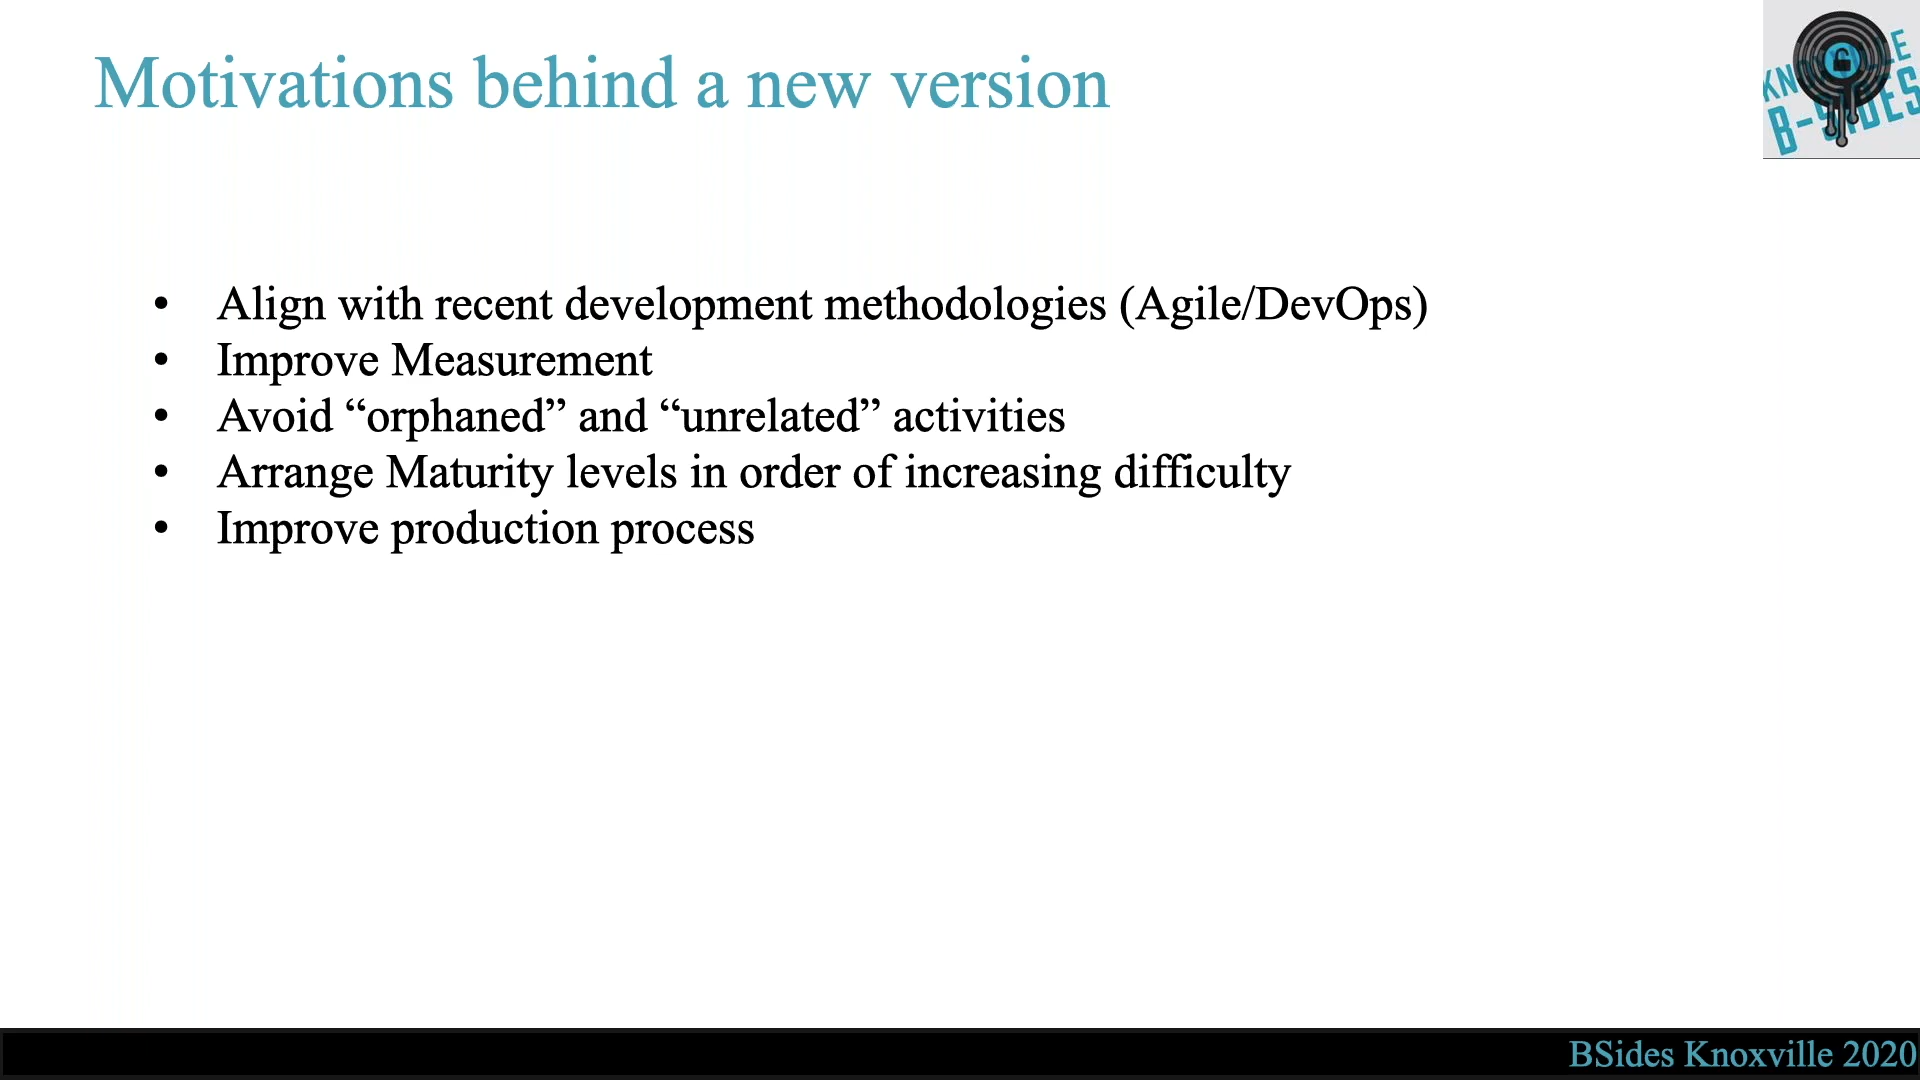 Motivations behind a new version
• Align with recent development methodologies (Agile/DevOps)
• Improve Measurement
• Avoid “orphaned” and “unrelated” activities
• Arrange Maturity levels in order of increasing difficulty
• Improve production process
BSides Knoxville 2020